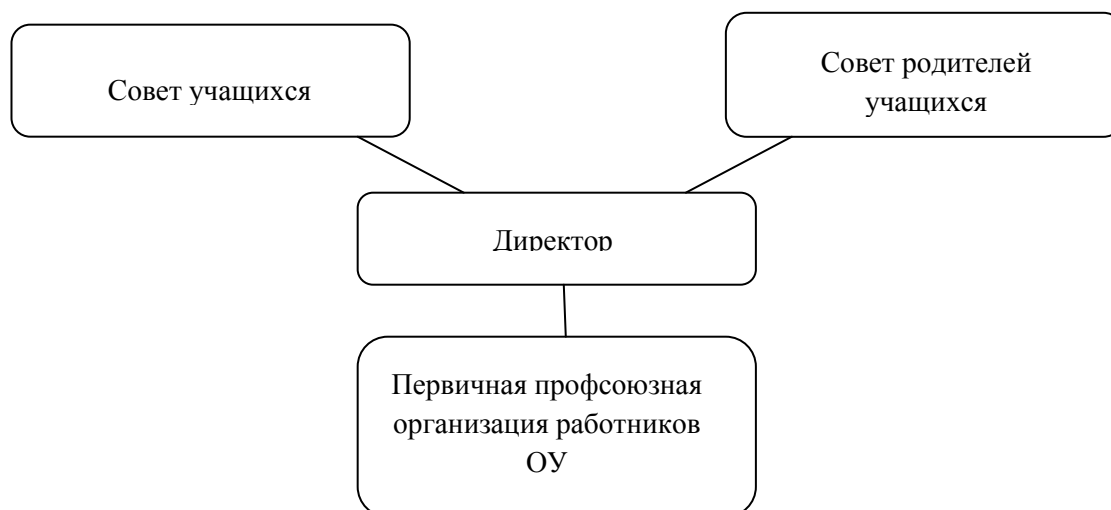 Совет учащихся
Совет родителей
учащихся
Директор
Первичная профсоюзная
организация работников
ОУ